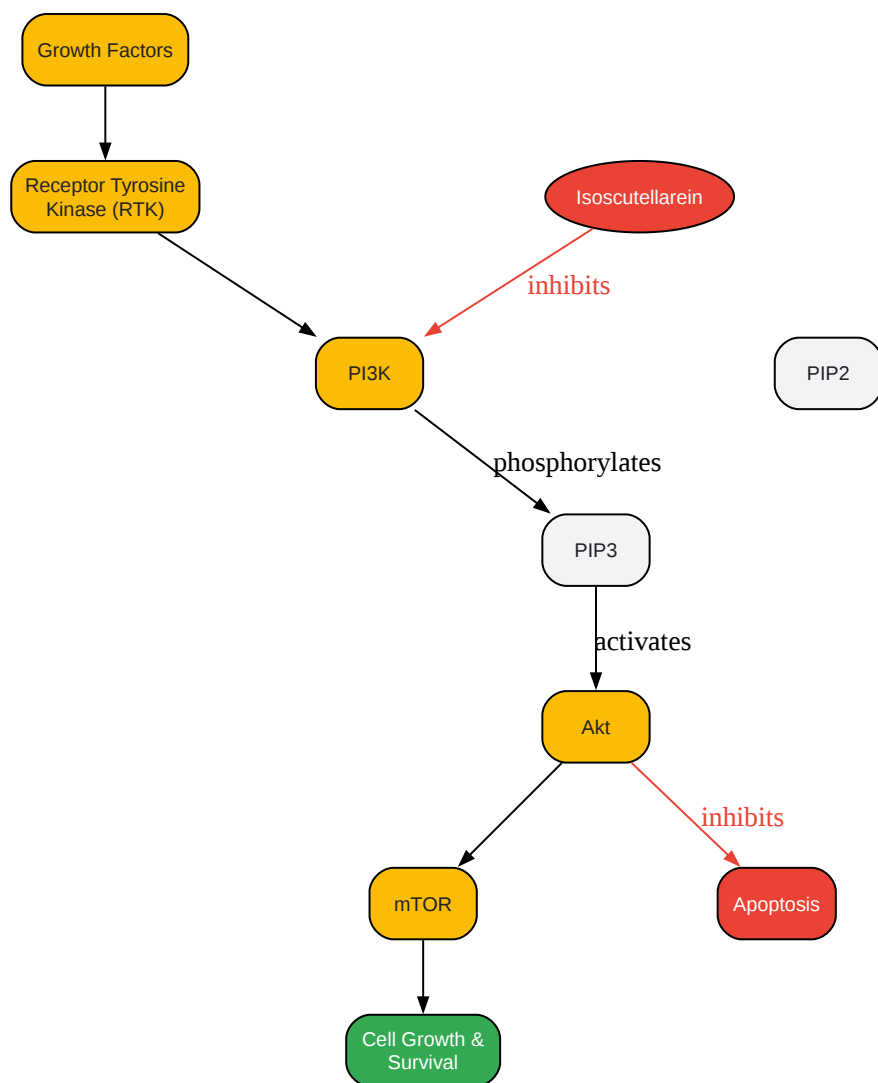 Growth Factors
Receptor Tyrosine
Kinase (RTK)
Isoscutellarein
inhibits
PI3K
PIP2
phosphorylates
PIP3
activates
Akt
inhibits
mTOR
Apoptosis
Cell Growth &
Survival